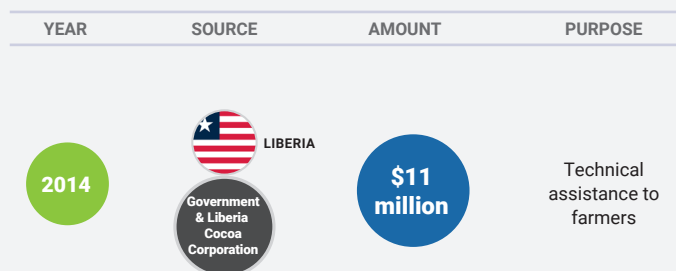 YEAR SOURCE AMOUNT PURPOSE
LIBERIA
2014
Government
& Liberia
Cocoa
Corporation
$11
million
Technical
assistance to
farmers